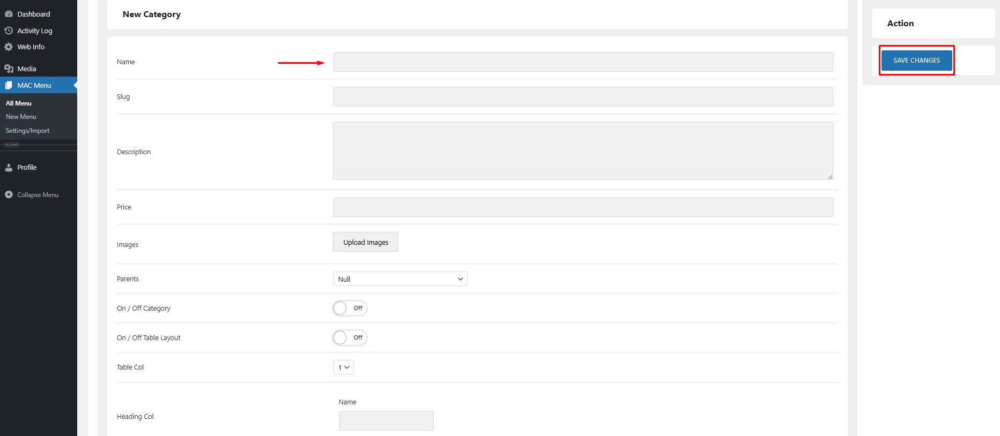 Dashboard
Activity Log
Web Info
Media
MAC Menu
All Menu
New Menu
Settings/Import
PLUGINS
Profile
Collapse Menu
New Category
Name
Slug
Description
Price
Images
Upload Images
Parents
Null
On / Off Category
Off
On / Off Table Layout
Off
Table Col
1
Name
Heading Col
Action
SAVE CHANGES